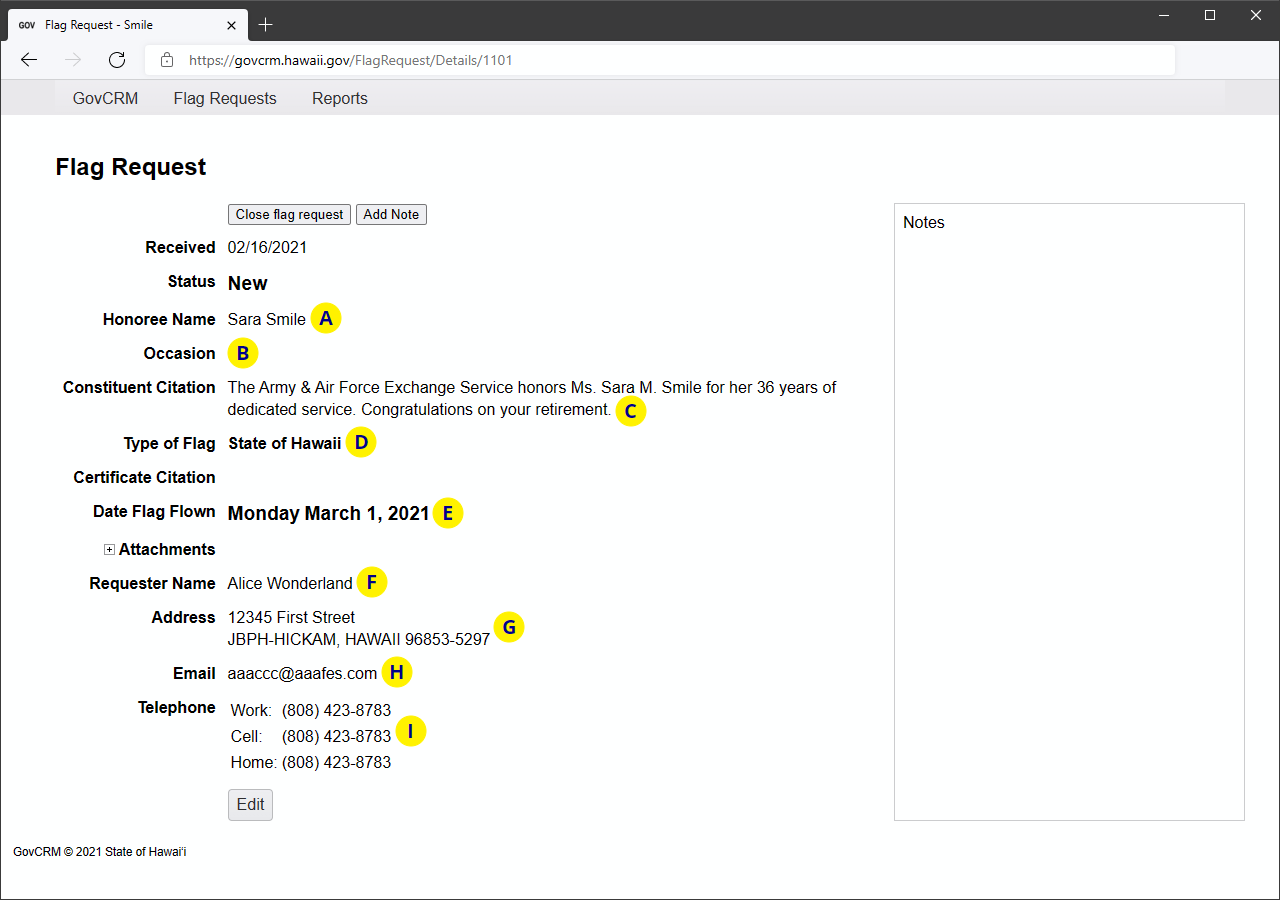 GOV Flag Request - Smile
https://govcrm.hawaii.gov/FlagRequest/Details/1101
GovCRM Flag Requests Reports
Flag Request
Close flag request Add Note
Notes
Received 02/16/2021
Status New
Honoree Name Sara Smile A
Occasion B
Constituent Citation The Army & Air Force Exchange Service honors Ms. Sara M. Smile for her 36 years of
dedicated service. Congratulations on your retirement. C
Type of Flag State of Hawaii D
Certificate Citation
Date Flag Flown Monday March 1, 2021 E
Attachments
Requester Name Alice Wonderland F
Address 12345 First Street
JBPH-HICKAM, HAWAII 96853-5297 G
Email aaaccc@aaafes.com H
Telephone Work: (808) 423-8783
Cell: (808) 423-8783 I
Home: (808) 423-8783
Edit
GovCRM © 2021 State of Hawai'i